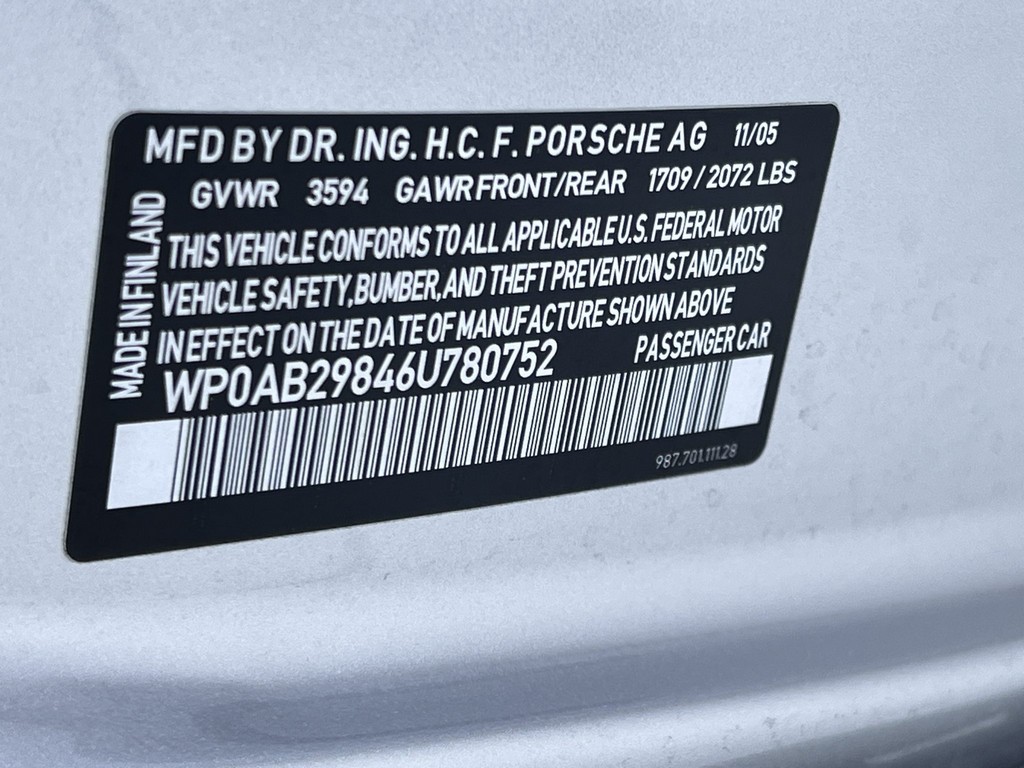 MFD BY DR. ING. H.C. F. PORSCHE AG 11/05
GVWR 3594 GAWR FRONT/REAR 1709 / 2072 LBS
THIS VEHICLE CONFORMS TO ALL APPLICABLE U.S. FEDERAL MOTOR
VEHICLE SAFETY, BUMBER, AND THEFT PREVENTION STANDARDS
IN EFFECT ON THE DATE OF MANUFACTURE SHOWN ABOVE
WP0AB29846U780752 PASSENGER CAR
987.701.111.28
MADE IN FINLAND